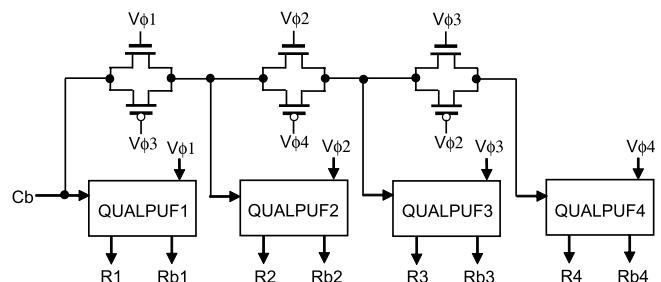 Vφ1 Vφ2 Vφ3
Vφ3 Vφ4 Vφ2
Vφ1 Vφ2 Vφ3 Vφ4
Cb QUALPUF1 QUALPUF2 QUALPUF3 QUALPUF4
R1 Rb1 R2 Rb2 R3 Rb3 R4 Rb4